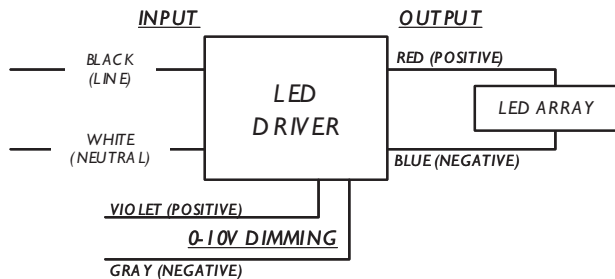 INPUT
OUTPUT
BLACK
(LINE)
RED (POSITIVE)
LED
DRIVER
LED ARRAY
WHITE
(NEUTRAL)
BLUE (NEGATIVE)
VIOLET (POSITIVE)
0-10V DIMMING
GRAY (NEGATIVE)